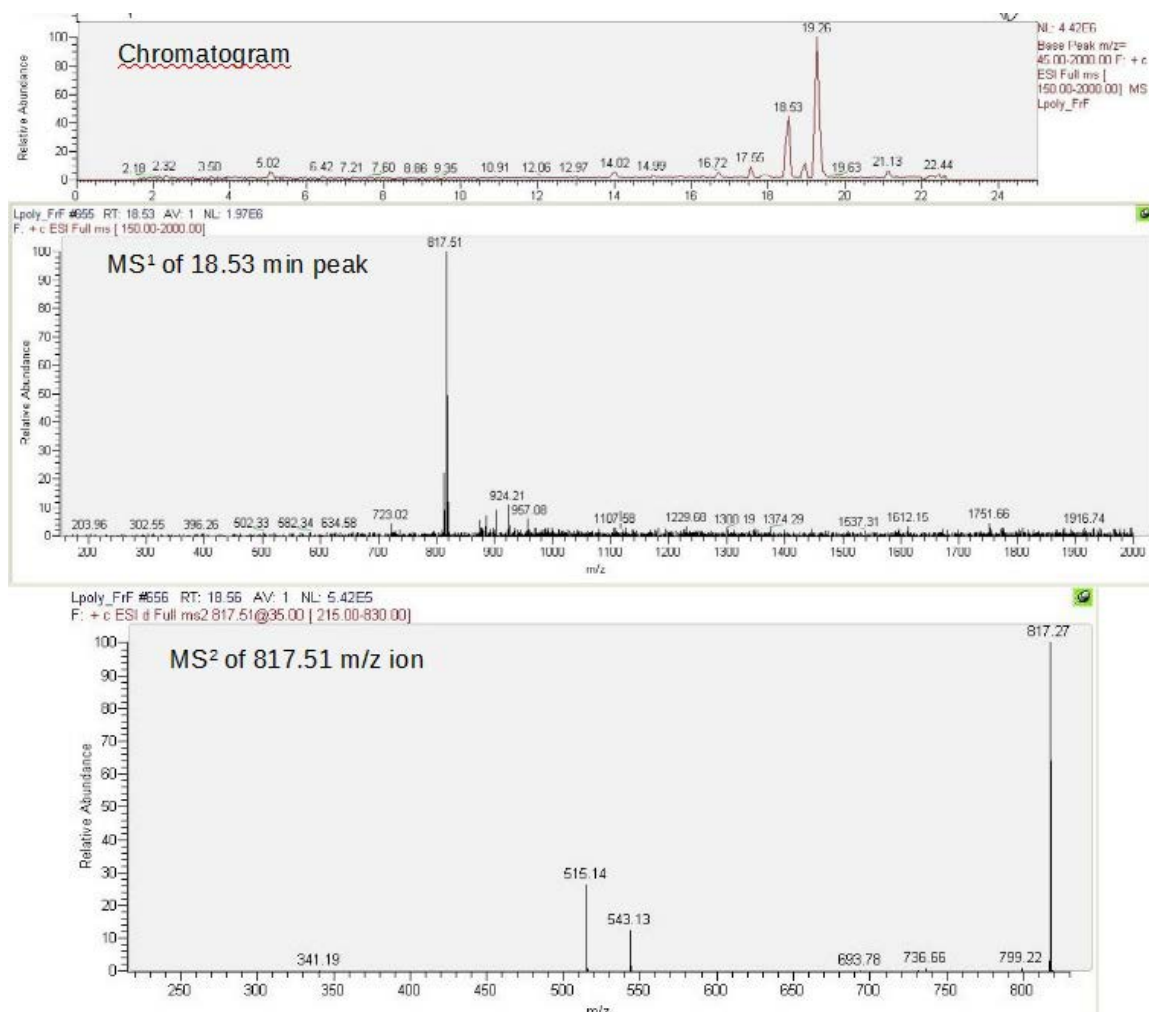 19.26
NL: 4.42E6
Base Peak m/z=
45.00-2000.00 F: + c
ESI Full ms [
150.00-2000.00] MS
Lpoly_FrF
Chromatogram
Relative Abundance
100
80
60
40
20
0
18.53
2.18 2.32 3.50 5.02 6.42 7.21 7.60 8.86 9.35 10.91 12.06 12.97 14.02 14.99 16.72 17.55 19.63 21.13 22.44
0 2 4 6 8 10 12 14 16 18 20 22 24
Lpoly_FrF #655 RT: 18.53 AV: 1 NL: 1.97E6
F: + c ESI Full ms [ 150.00-2000.00]
817.51
MS¹ of 18.53 min peak
Relative Abundance
100
90
80
70
60
50
40
30
20
10
0
203.96 302.55 396.26 502.33 582.34 634.58 723.02 924.21 957.08 1107.58 1229.60 1300.19 1374.29 1537.31 1612.15 1751.66 1916.74
200 300 400 500 600 700 800 900 1000 1100 1200 1300 1400 1500 1600 1700 1800 1900 2000
m/z
Lpoly_FrF #656 RT: 18.56 AV: 1 NL: 5.42E5
F: + c ESI d Full ms2 817.51@35.00 [ 215.00-830.00]
817.27
MS² of 817.51 m/z ion
Relative Abundance
100
90
80
70
60
50
40
30
20
10
0
341.19 515.14 543.13 693.78 736.66 799.22
250 300 350 400 450 500 550 600 650 700 750 800
m/z